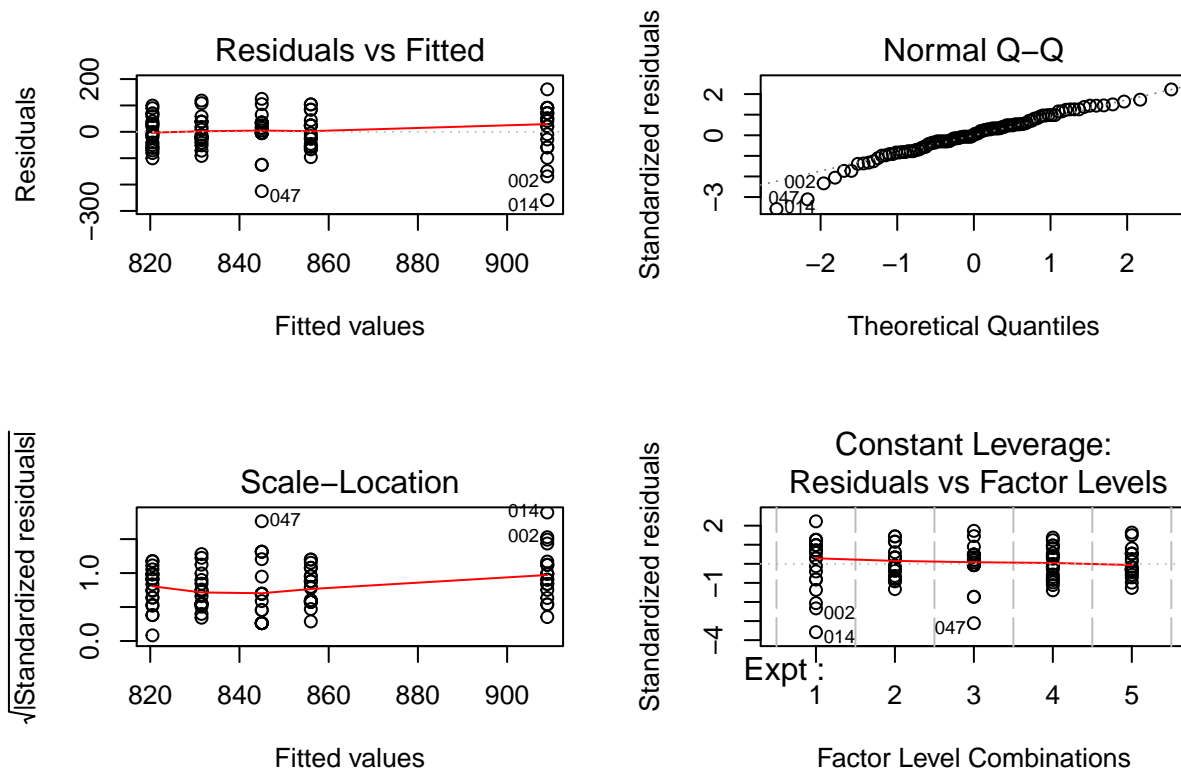 Residuals vs Fitted
Residuals
200
0
−300
002
047
014
820 840 860 880 900
Fitted values
Normal Q−Q
Standardized residuals
2
0
−3
002
047
014
−2 −1 0 1 2
Theoretical Quantiles
Scale−Location
√|Standardized residuals|
1.0
0.0
047
014
002
820 840 860 880 900
Fitted values
Constant Leverage:
Residuals vs Factor Levels
Standardized residuals
2
−1
−4
002
014
047
Expt :
1 2 3 4 5
Factor Level Combinations